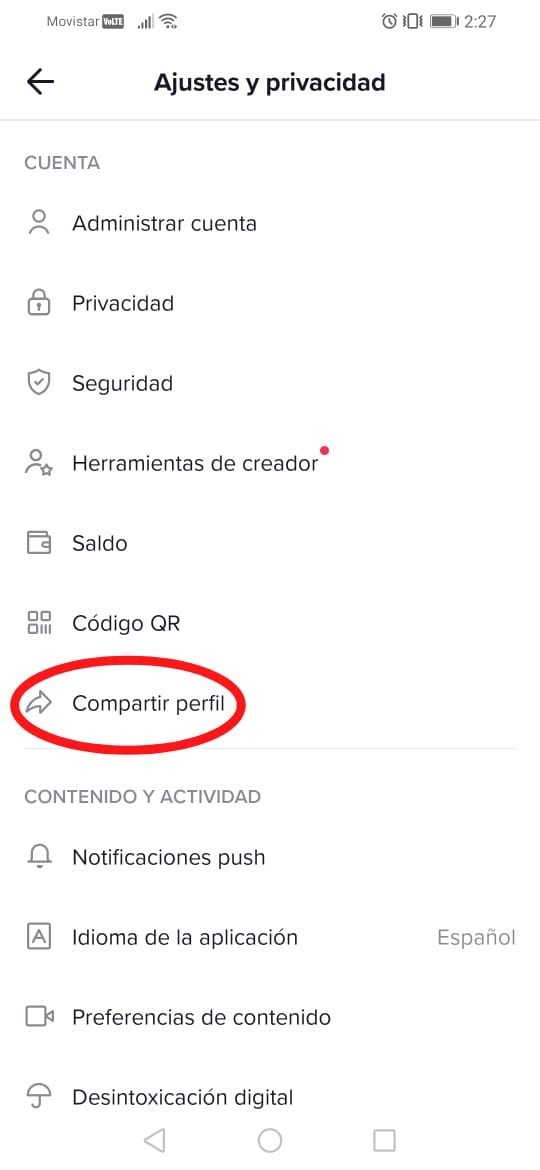 Movistar VoLTE 2:27
Ajustes y privacidad
CUENTA
Administrar cuenta
Privacidad
Seguridad
Herramientas de creador
Saldo
Código QR
Compartir perfil
CONTENIDO Y ACTIVIDAD
Notificaciones push
A Idioma de la aplicación Español
Preferencias de contenido
Desintoxicación digital